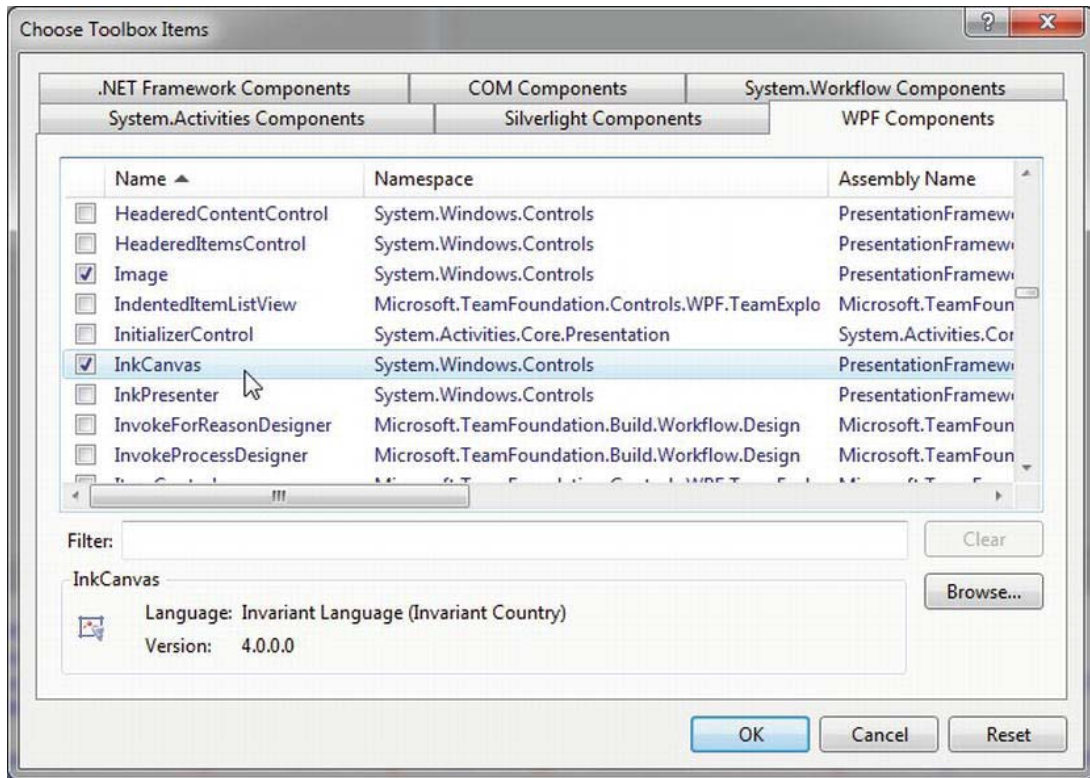 Choose Toolbox Items
.NET Framework Components COM Components System.Workflow Components
System.Activities Components Silverlight Components WPF Components
Name Namespace Assembly Name
HeaderedContentControl System.Windows.Controls PresentationFramew
HeaderedItemsControl System.Windows.Controls PresentationFramew
Image System.Windows.Controls PresentationFramew
IndentedItemListView Microsoft.TeamFoundation.Controls.WPF.TeamExplo Microsoft.TeamFoun
InitializerControl System.Activities.Core.Presentation System.Activities.Cor
InkCanvas System.Windows.Controls PresentationFramew
InkPresenter System.Windows.Controls PresentationFramew
InvokeForReasonDesigner Microsoft.TeamFoundation.Build.Workflow.Design Microsoft.TeamFoun
InvokeProcessDesigner Microsoft.TeamFoundation.Build.Workflow.Design Microsoft.TeamFoun
Filter: Clear
InkCanvas
Browse...
Language: Invariant Language (Invariant Country)
Version: 4.0.0.0
OK Cancel Reset